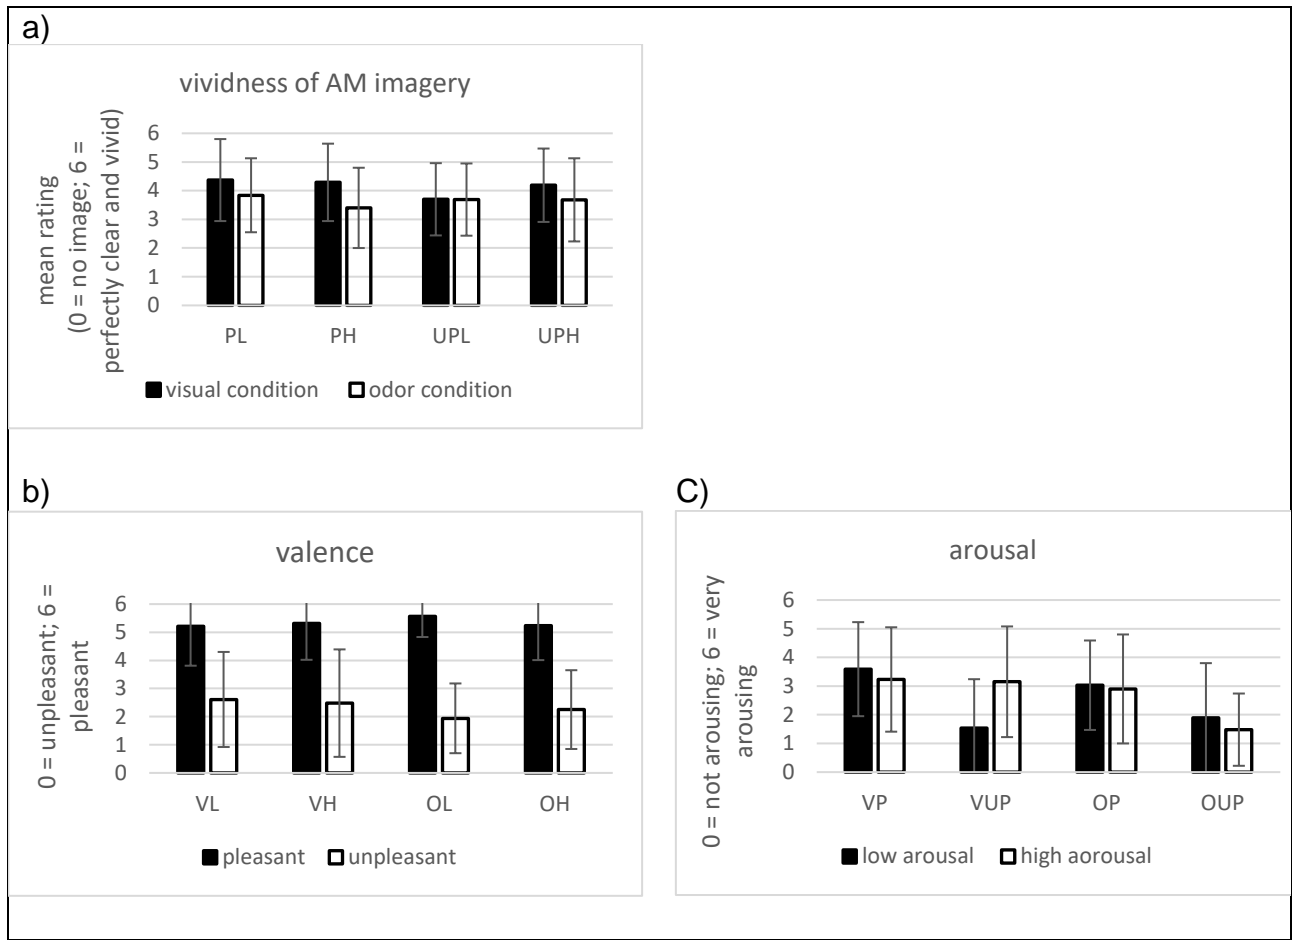 a)
vividness of AM imagery
mean rating
(0 = no image; 6 =
perfectly clear and vivid)
6
5
4
3
2
1
0
PL PH UPL UPH
visual condition odor condition
b)
valence
0 = unpleasant; 6 =
pleasant
6
5
4
3
2
1
0
VL VH OL OH
pleasant unpleasant
C)
arousal
0 = not arousing; 6 = very
arousing
6
5
4
3
2
1
0
VP VUP OP OUP
low arousal high aorousal